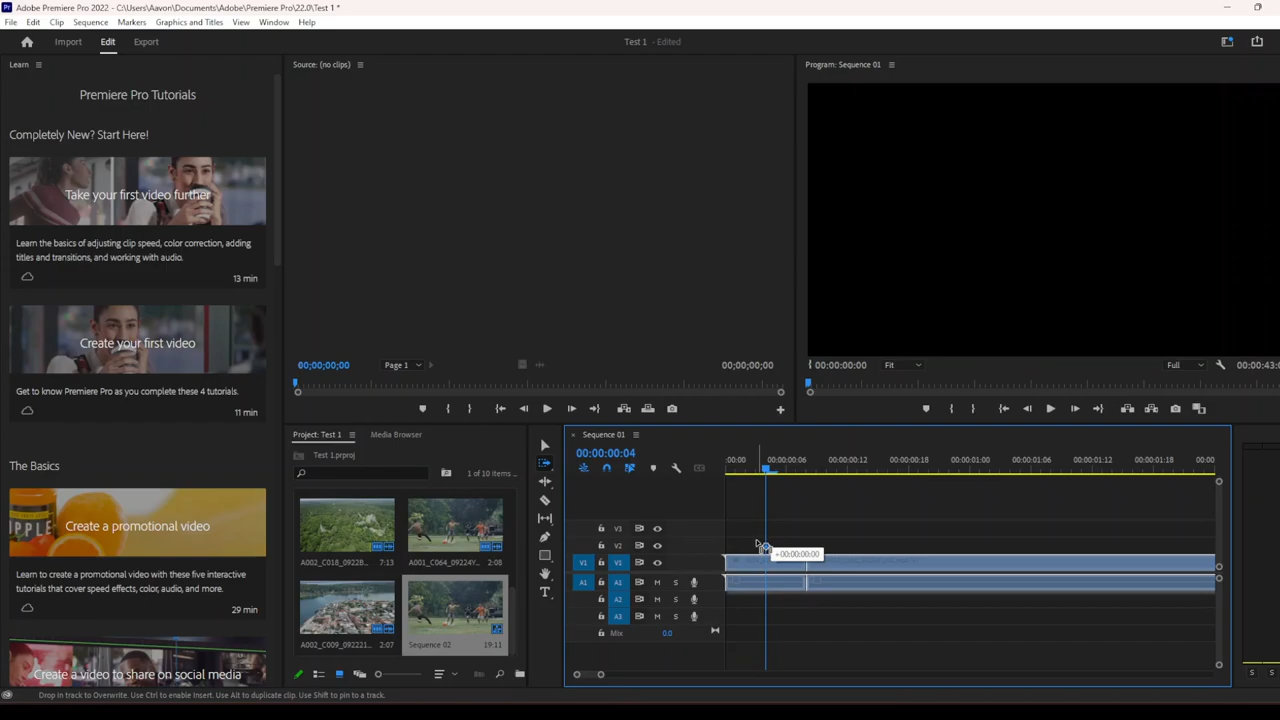 Adobe Premiere Pro 2022 - C:\Users\Aavon\Documents\Adobe\Premiere Pro\22.0\Test 1 *
File Edit Clip Sequence Markers Graphics and Titles View Window Help
Import Edit Export
Test 1 - Edited
Learn
Source: (no clips)
Program: Sequence 01
Premiere Pro Tutorials
Completely New? Start Here!
Take your first video further
Learn the basics of adjusting clip speed, color correction, adding
titles and transitions, and working with audio.
13 min
Create your first video
Get to know Premiere Pro as you complete these 4 tutorials.
11 min
The Basics
APPLE
Create a promotional video
Learn to create a promotional video with these five interactive
tutorials that cover speed effects, color, audio, and more.
29 min
Create a video to share on social media
00;00;00;00
Page 1
00;00;00;00
00:00:00:00
Fit
Full
00:00:43:0
Project: Test 1
Media Browser
Test 1.prproj
1 of 10 items ...
A002_C018_0922B...
7:13
A001_C064_09224Y...
2:08
A002_C009_092221...
2:07
Sequence 02
19:11
Sequence 01
00:00:00:04
:00:00
00:00:00:06
00:00:00:12
00:00:00:18
00:00:01:00
00:00:01:06
00:00:01:12
00:00:01:18
00:00
V3
V2
+00:00:00:00
V1 V1
A1 A1 M S
A2 M S
A3 M S
Mix 0.0
S S
Drop in track to Overwrite. Use Ctrl to enable insert. Use Alt to duplicate clip. Use Shift to pin to a track.